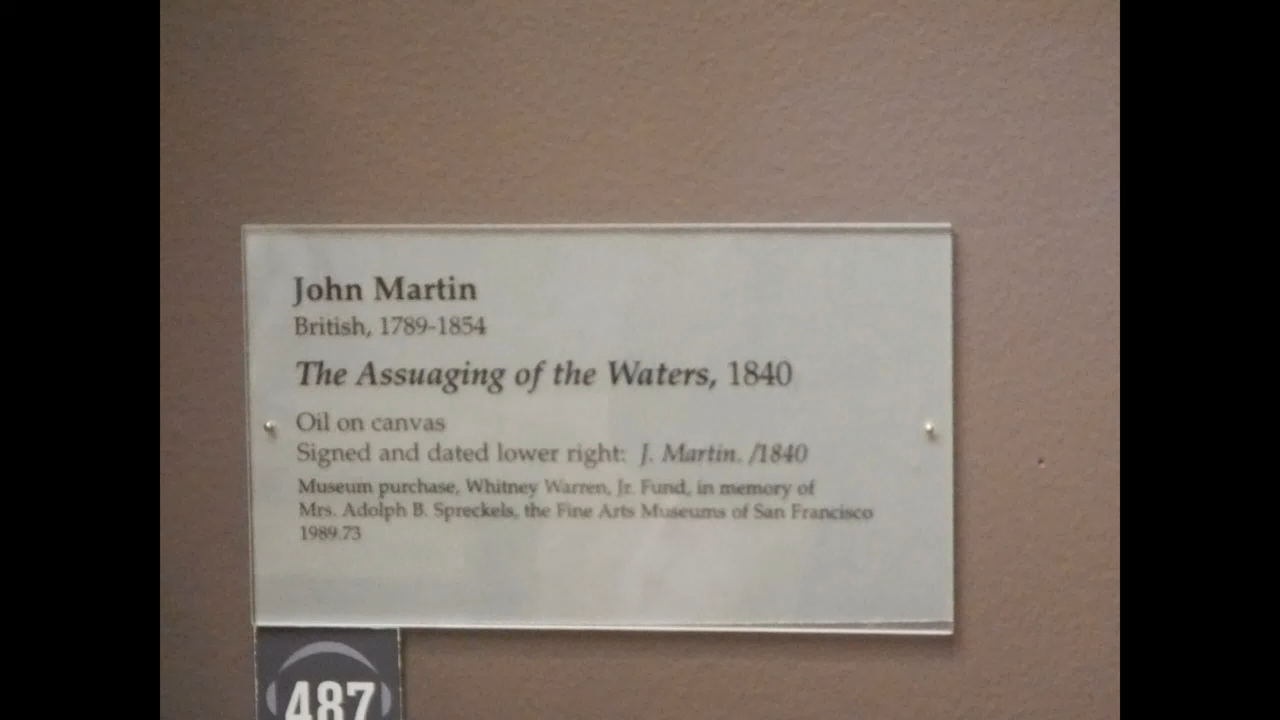 John Martin
British, 1789-1854
The Assuaging of the Waters, 1840
Oil on canvas
Signed and dated lower right: J. Martin. /1840
Museum purchase, Whitney Warren, Jr. Fund, in memory of
Mrs. Adolph B. Spreckels, the Fine Arts Museums of San Francisco
1989.73
487